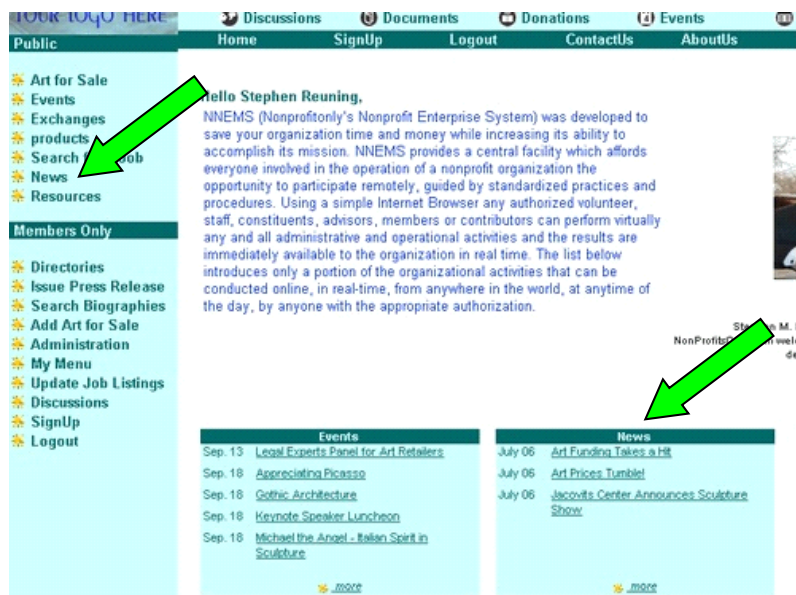 YOUR LOGO HERE
Discussions Documents Donations Events
Public
Home SignUp Logout ContactUs AboutUs
Art for Sale
Events
Exchanges
products
Search Job
News
Resources
Members Only
Directories
Issue Press Release
Search Biographies
Add Art for Sale
Administration
My Menu
Update Job Listings
Discussions
SignUp
Logout
Hello Stephen Reuning,
NNEMS (Nonprofitonly's Nonprofit Enterprise System) was developed to
save your organization time and money while increasing its ability to
accomplish its mission. NNEMS provides a central facility which affords
everyone involved in the operation of a nonprofit organization the
opportunity to participate remotely, guided by standardized practices and
procedures. Using a simple Internet Browser any authorized volunteer,
staff, constituents, advisors, members or contributors can perform virtually
any and all administrative and operational activities and the results are
immediately available to the organization in real time. The list below
introduces only a portion of the organizational activities that can be
conducted online, in real-time, from anywhere in the world, at anytime of
the day, by anyone with the appropriate authorization.
M.
Events
Sep. 13 Legal Experts Panel for Art Retailers
Sep. 18 Appreciating Picasso
Sep. 18 Gothic Architecture
Sep. 18 Keynote Speaker Luncheon
Sep. 18 Michael the Angel - Italian Spirit in
Sculpture
...more
News
July 06 Art Funding Takes a Hit
July 06 Art Prices Tumble!
July 06 Jacovits Center Announces Sculpture
Show
...more